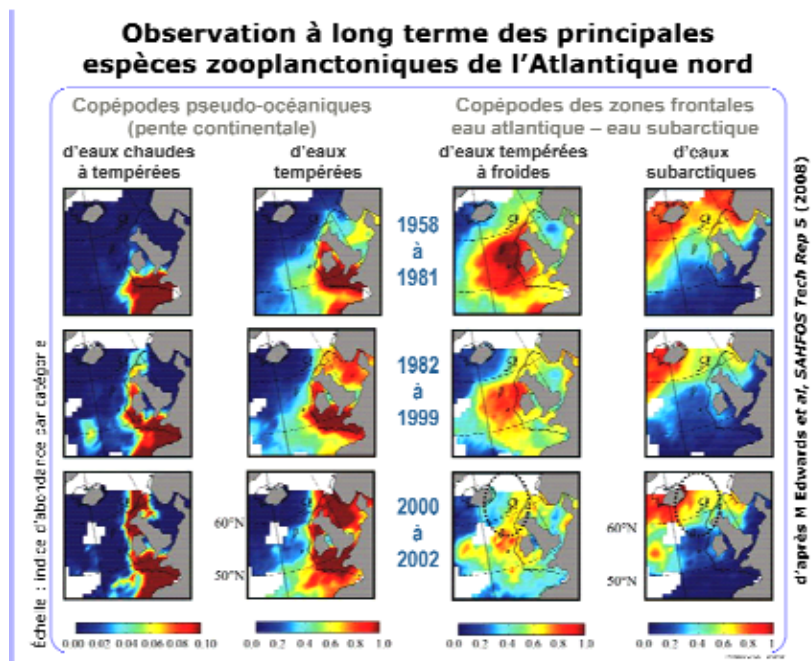 Observation à long terme des principales
espèces zooplanctoniques de l'Atlantique nord
Copépodes pseudo-océaniques
(pente continentale)
Copépodes des zones frontales
eau atlantique – eau subarctique
d'eaux chaudes
à tempérées
d'eaux
tempérées
d'eaux tempérées
à froides
d'eaux
subarctiques
1958
à
1981
1982
à
1999
2000
à
2002
60°N
50°N
60°N
50°N
0.00 0.02 0.04 0.06 0.08 0.10
0.0 0.2 0.4 0.6 0.8 1.0
0.0 0.2 0.4 0.6 0.8 1.0
0.0 0.2 0.4 0.6 0.8 1.0
Échelle : indice d'abondance par catégorie
d'après M Edwards et al, SAHFOS Tech Rep 5 (2008)